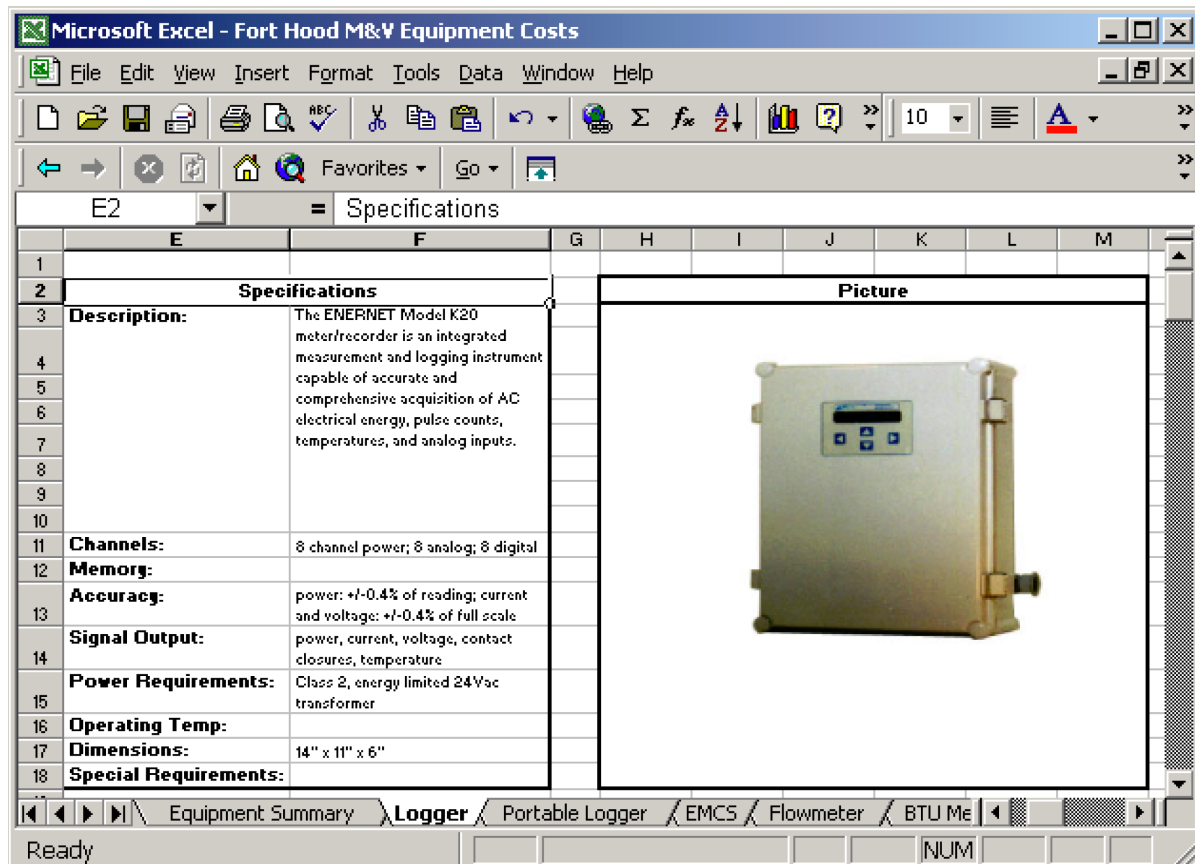 Microsoft Excel - Fort Hood M&V Equipment Costs
File Edit View Insert Format Tools Data Window Help
ABC Σ fx A Z ? » 10 A »
Favorites Go »
E2 = Specifications
E F G H I J K L M
1
2 Specifications Picture
3 Description: The ENERNET Model K20
meter/recorder is an integrated
4 measurement and logging instrument
5 capable of accurate and
6 comprehensive acquisition of AC
electrical energy, pulse counts,
7 temperatures, and analog inputs.
8
9
10
11 Channels: 8 channel power; 8 analog; 8 digital
12 Memory:
Accuracy: power: +/-0.4% of reading; current
13 and voltage: +/-0.4% of full scale
Signal Output: power, current, voltage, contact
14 closures, temperature
Power Requirements: Class 2, energy limited 24Vac
15 transformer
16 Operating Temp:
17 Dimensions: 14" x 11" x 6"
18 Special Requirements:
Equipment Summary Logger Portable Logger EMCS Flowmeter BTU Me
Ready NUM